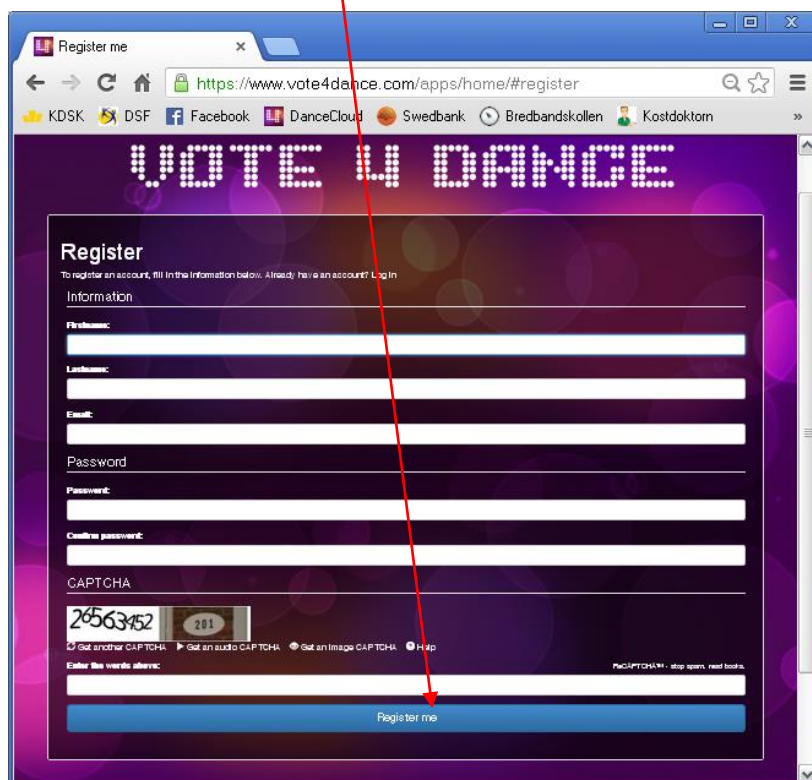 Register me
https://www.vote4dance.com/apps/home/#register
KDSK DSF Facebook DanceCloud Swedbank Bredbandskollen Kostdoktorn »
VOTE 4 DANCE
Register
To register an account, fill in the information below. Already have an account? Log in
Information
Firstname:
Lastname:
Email:
Password
Password:
Confirm password:
CAPTCHA
26563452 201
Get another CAPTCHA Get an audio CAPTCHA Get an image CAPTCHA Help
Enter the words above: ReCAPTCHA™ - stop spam. read books.
Register me